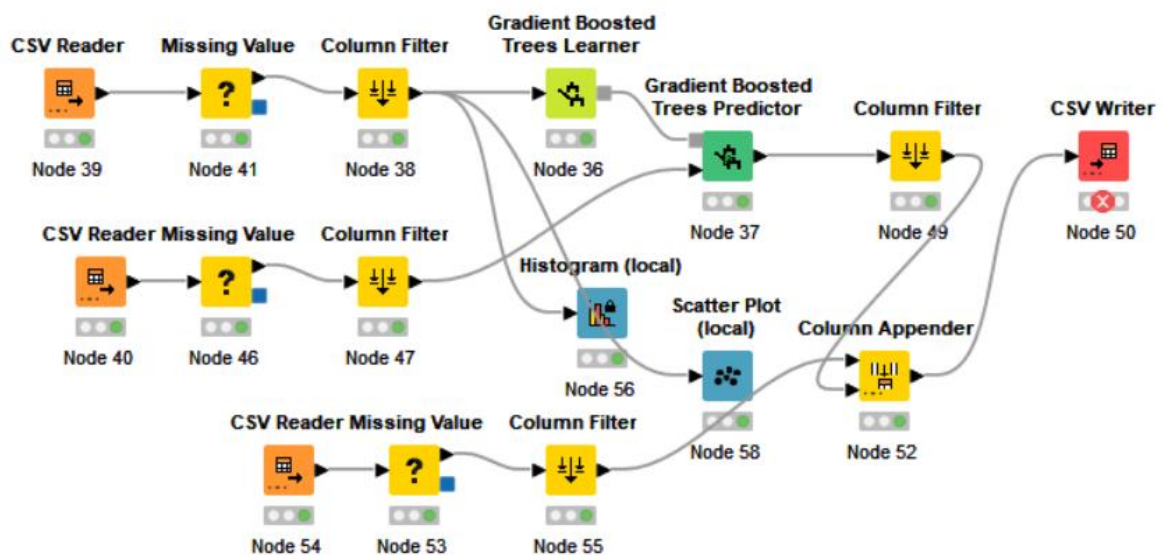 Gradient Boosted
Trees Learner
CSV Reader
Missing Value
Column Filter
Gradient Boosted
Trees Predictor
Column Filter
CSV Writer
Node 39
Node 41
Node 38
Node 36
Node 37
Node 49
Node 50
CSV Reader
Missing Value
Column Filter
Histogram (local)
Scatter Plot
(local)
Column Appender
Node 40
Node 46
Node 47
Node 56
Node 58
Node 52
CSV Reader
Missing Value
Column Filter
Node 54
Node 53
Node 55